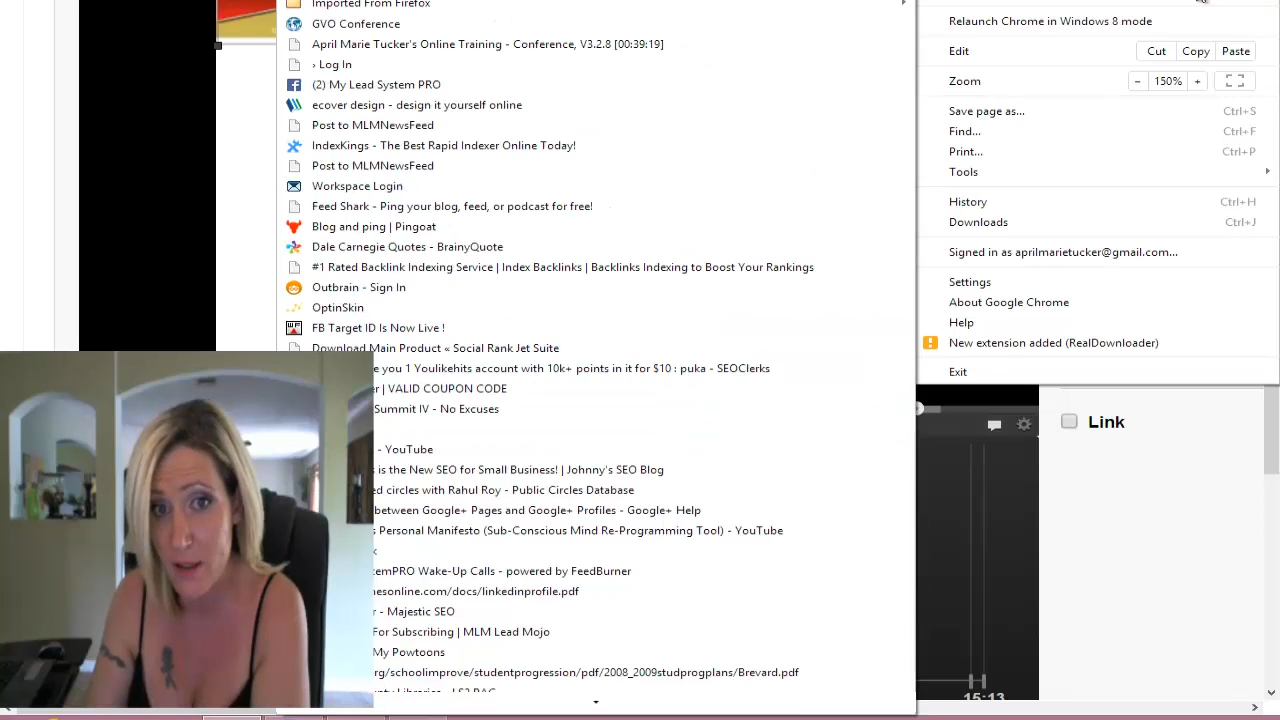 Imported From Firefox
GVO Conference
April Marie Tucker's Online Training - Conference, V3.2.8 [00:39:19]
› Log In
(2) My Lead System PRO
ecover design - design it yourself online
Post to MLMNewsFeed
IndexKings - The Best Rapid Indexer Online Today!
Post to MLMNewsFeed
Workspace Login
Feed Shark - Ping your blog, feed, or podcast for free!
Blog and ping | Pingoat
Dale Carnegie Quotes - BrainyQuote
#1 Rated Backlink Indexing Service | Index Backlinks | Backlinks Indexing to Boost Your Rankings
Outbrain - Sign In
OptinSkin
FB Target ID Is Now Live !
Download Main Product « Social Rank Jet Suite
e you 1 Youlikehits account with 10k+ points in it for $10 : puka - SEOClerks
r | VALID COUPON CODE
Summit IV - No Excuses
- YouTube
s is the New SEO for Small Business! | Johnny's SEO Blog
ed circles with Rahul Roy - Public Circles Database
between Google+ Pages and Google+ Profiles - Google+ Help
s Personal Manifesto (Sub-Conscious Mind Re-Programming Tool) - YouTube
k
temPRO Wake-Up Calls - powered by FeedBurner
nesonline.com/docs/linkedinprofile.pdf
r - Majestic SEO
For Subscribing | MLM Lead Mojo
My Powtoons
rg/schoolimprove/studentprogression/pdf/2008_2009studprogplans/Brevard.pdf
Relaunch Chrome in Windows 8 mode
Edit Cut Copy Paste
Zoom − 150% +
Save page as... Ctrl+S
Find... Ctrl+F
Print... Ctrl+P
Tools
History Ctrl+H
Downloads Ctrl+J
Signed in as aprilmarietucker@gmail.com...
Settings
About Google Chrome
Help
New extension added (RealDownloader)
Exit
Link
15:13